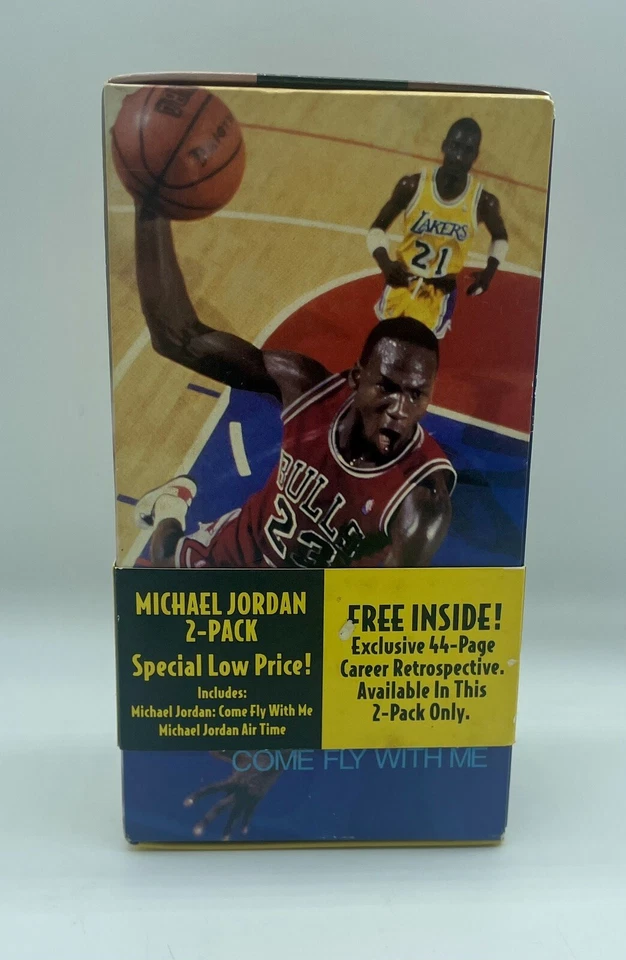 LAKERS
21
BULLS
23
MICHAEL JORDAN
2-PACK
Special Low Price!
Includes:
Michael Jordan: Come Fly With Me
Michael Jordan Air Time
FREE INSIDE!
Exclusive 44-Page
Career Retrospective.
Available In This
2-Pack Only.
COME FLY WITH ME